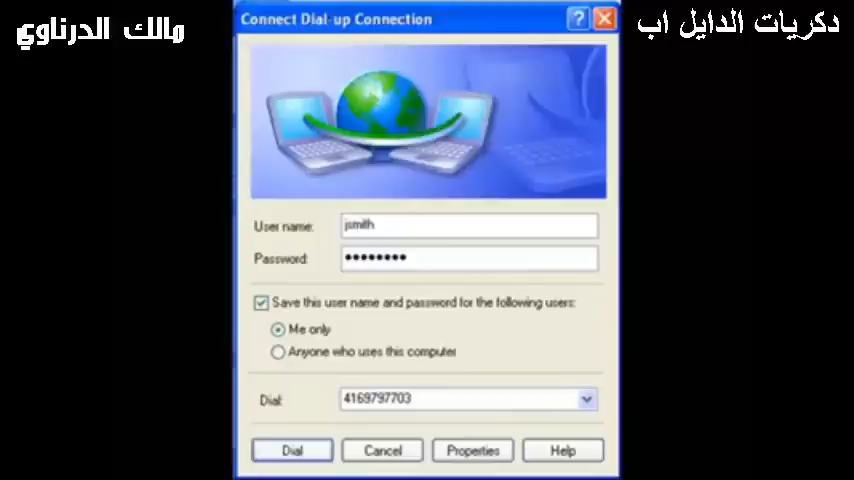 دكريات الدايل اب
مالك الدرناوي
Connect Dial-up Connection
User name: jsmith
Password: ••••••••
Save this user name and password for the following users:
Me only
Anyone who uses this computer
Dial: 4169797703
Dial Cancel Properties Help